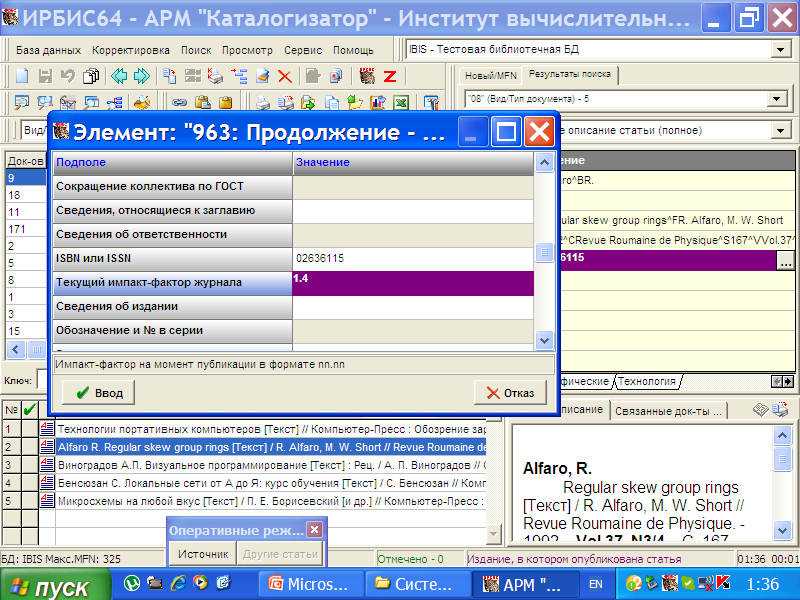 ИРБИС64 - АРМ "Каталогизатор" - Институт вычислительн...
База данных Корректировка Поиск Просмотр Сервис Помощь
IBIS - Тестовая библиотечная БД
Новый/MFN Результаты поиска
"08" (Вид/Тип документа) - 5
Вид/
е описание статьи (полное)
Элемент: "963: Продолжение - ...
Док-ов
9
18
11
171
2
5
8
1
3
15
Подполе Значение
Сокращение коллектива по ГОСТ
Сведения, относящиеся к заглавию
Сведения об ответственности
ISBN или ISSN 02636115
Текущий импакт-фактор журнала 1.4
Сведения об издании
Обозначение и № в серии
Импакт-фактор на момент публикации в формате nn.nn
Ввод Отказ
ение
aro^BR.
ular skew group rings^FR. Alfaro, M. W. Short
^CRevue Roumaine de Physique^S167^VVol.37^
6115
...
Ключ:
фические Технология
№
1 Технологии портативных компьютеров [Текст] // Компьютер-Пресс : Обозрение зар
2 Alfaro R. Regular skew group rings [Текст] / R. Alfaro, M. W. Short // Revue Roumaine
3 Виноградов А.П. Визуальное программирование [Текст] : Рец. / А. П. Виноградов // С
4 Бенсюзан С. Локальные сети от А до Я: курс обучения [Текст] / С. Бенсюзан // Комп
5 Микросхемы на любой вкус [Текст] / П. Е. Борисевский [и др.] // Компьютер-Пресс :
писание Связанные док-ты ...
Alfaro, R.
Regular skew group rings
[Текст] / R. Alfaro, M. W. Short //
Revue Roumaine de Physique. -
1992. - Vol.37, N3/4. - С. 167
Оперативные реж...
Источник Другие статьи
БД: IBIS Макс.MFN: 325
Отмечено - 0
Издание, в котором опубликована статья
01:36 00:01
пуск
Micros...
Систе...
АРМ "...
EN
1:36